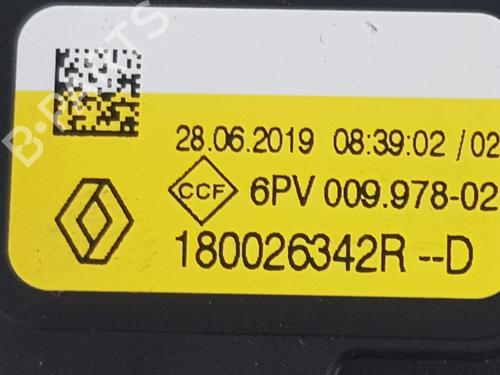 28.06.2019 08:39:02 / 02
CCF 6PV 009.978-02
180026342R --D
B-PARTS